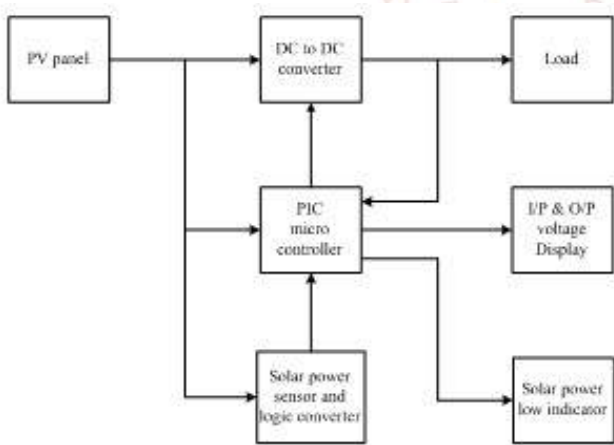 PV panel
DC to DC
converter
Load
PIC
micro
controller
I/P & O/P
voltage
Display
Solar power
sensor and
logic converter
Solar power
low indicator